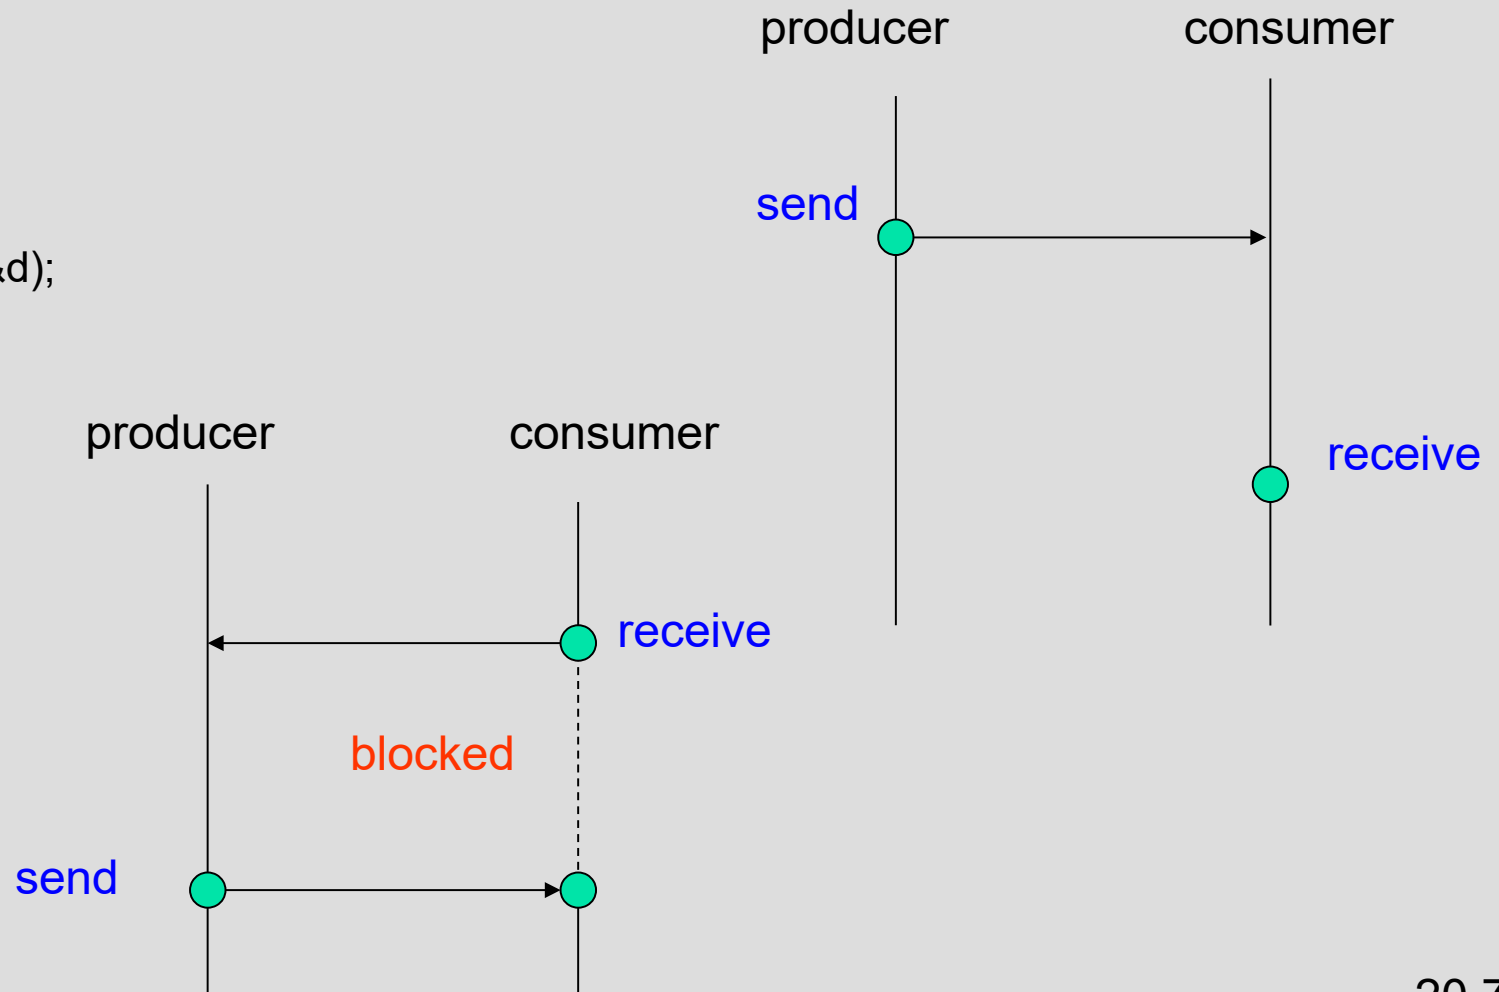 producer consumer
send
&d);
receive
producer consumer
receive
blocked
send